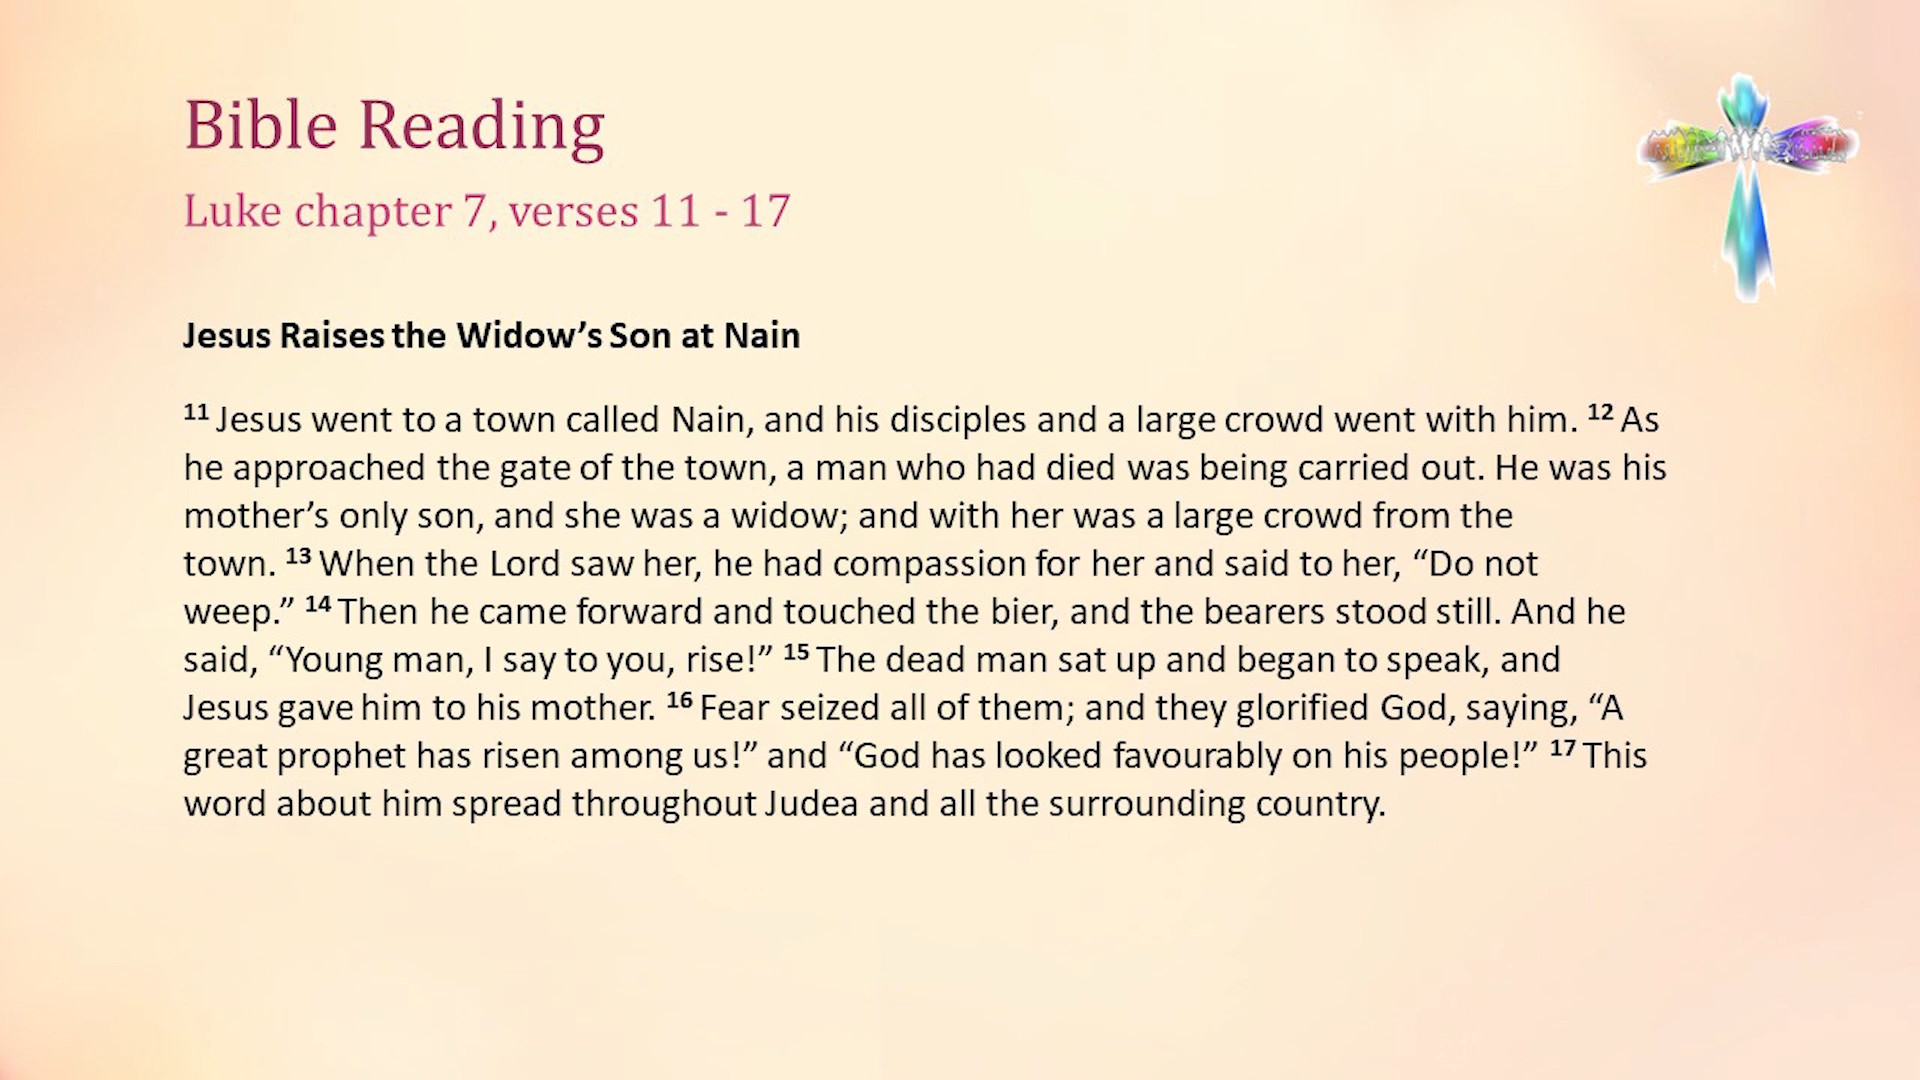 Bible Reading
Luke chapter 7, verses 11 - 17
Jesus Raises the Widow’s Son at Nain
11 Jesus went to a town called Nain, and his disciples and a large crowd went with him. 12 As
he approached the gate of the town, a man who had died was being carried out. He was his
mother’s only son, and she was a widow; and with her was a large crowd from the
town. 13 When the Lord saw her, he had compassion for her and said to her, “Do not
weep.” 14 Then he came forward and touched the bier, and the bearers stood still. And he
said, “Young man, I say to you, rise!” 15 The dead man sat up and began to speak, and
Jesus gave him to his mother. 16 Fear seized all of them; and they glorified God, saying, “A
great prophet has risen among us!” and “God has looked favourably on his people!” 17 This
word about him spread throughout Judea and all the surrounding country.